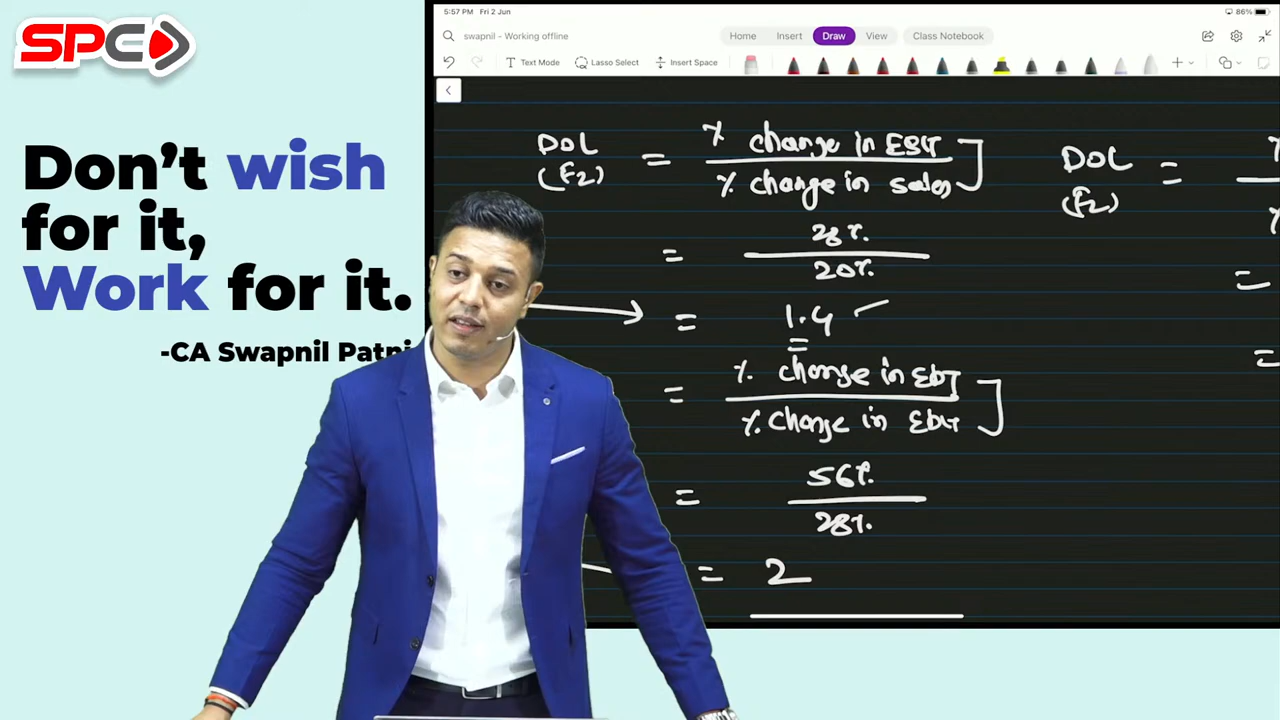 SPC
Don't wish
for it,
Work for it.
-CA Swapnil Patni
5:57 PM Fri 2 Jun
86%
swapnil - Working offline
Home Insert Draw View Class Notebook
Text Mode Lasso Select Insert Space
DOL = % change in EBIT
(F2) % change in sales
= 28%
20%
= 1.4
= % change in EbT
% change in EbIT
= 56%
28%
= 2
DOL =
(F2)
=
=